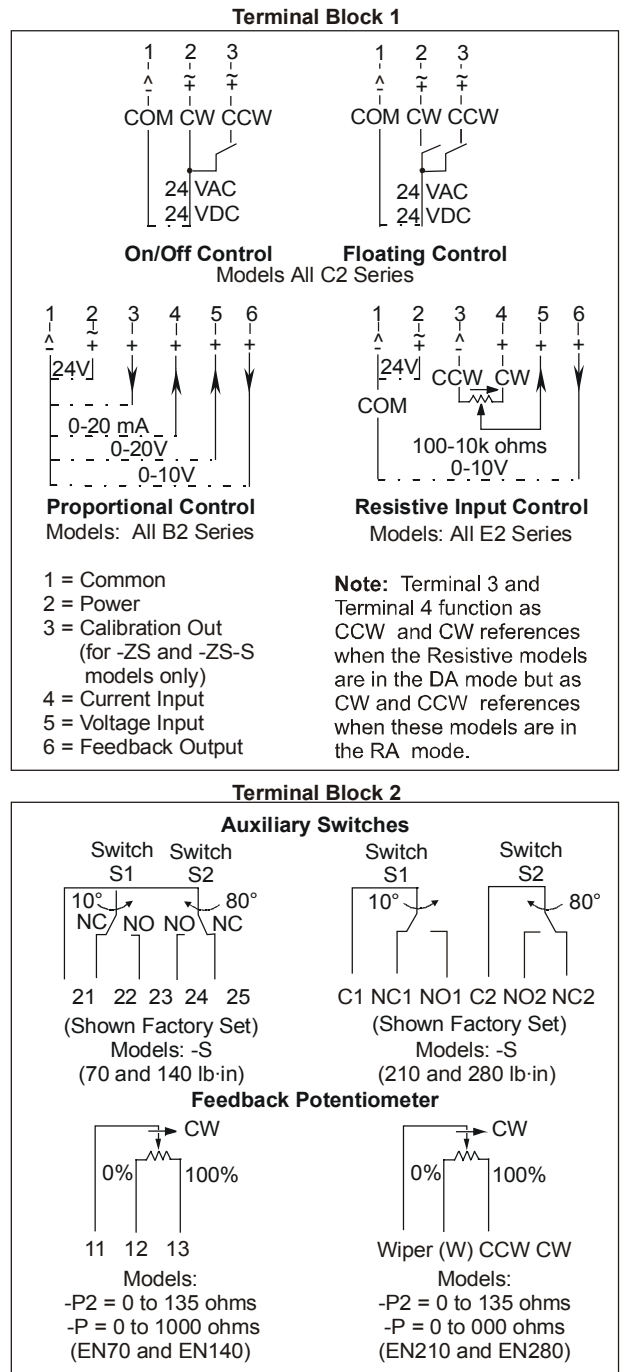 Terminal Block 1
1 2 3
COM CW CCW
24 VAC
24 VDC
On/Off Control
1 2 3
COM CW CCW
24 VAC
24 VDC
Floating Control
Models All C2 Series
1 2 3 4 5 6
24V
0-20 mA
0-20V
0-10V
Proportional Control
Models: All B2 Series
1 2 3 4 5 6
24V
CCW CW
COM
100-10k ohms
0-10V
Resistive Input Control
Models: All E2 Series
1 = Common
2 = Power
3 = Calibration Out
(for -ZS and -ZS-S
models only)
4 = Current Input
5 = Voltage Input
6 = Feedback Output
Note: Terminal 3 and
Terminal 4 function as
CCW and CW references
when the Resistive models
are in the DA mode but as
CW and CCW references
when these models are in
the RA mode.
Terminal Block 2
Auxiliary Switches
Switch Switch
S1 S2
10° 80°
NC NO NO NC
21 22 23 24 25
(Shown Factory Set)
Models: -S
(70 and 140 lb·in)
Switch Switch
S1 S2
10° 80°
C1 NC1 NO1 C2 NO2 NC2
(Shown Factory Set)
Models: -S
(210 and 280 lb·in)
Feedback Potentiometer
CW
0% 100%
11 12 13
Models:
-P2 = 0 to 135 ohms
-P = 0 to 1000 ohms
(EN70 and EN140)
CW
0% 100%
Wiper (W) CCW CW
Models:
-P2 = 0 to 135 ohms
-P = 0 to 000 ohms
(EN210 and EN280)